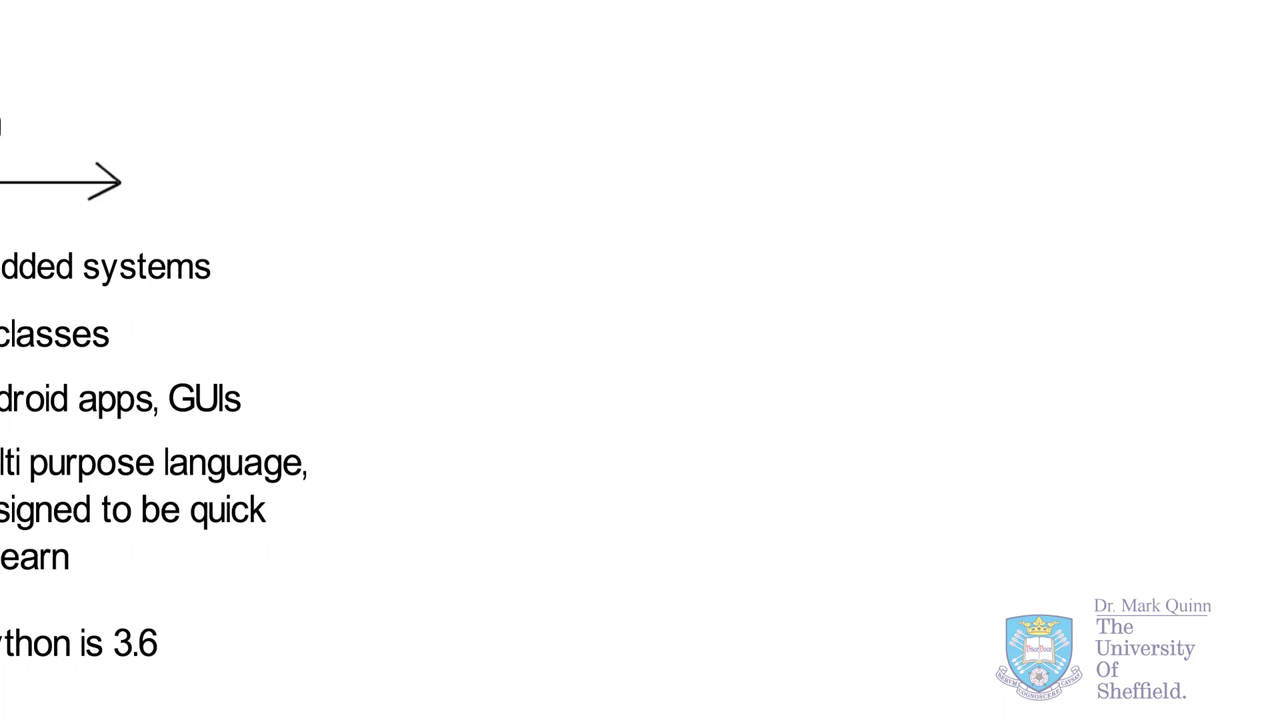 dded systems
classes
droid apps, GUIs
lti purpose language,
signed to be quick
earn
ython is 3.6
Dr. Mark Quinn
The
University
Of
Sheffield.